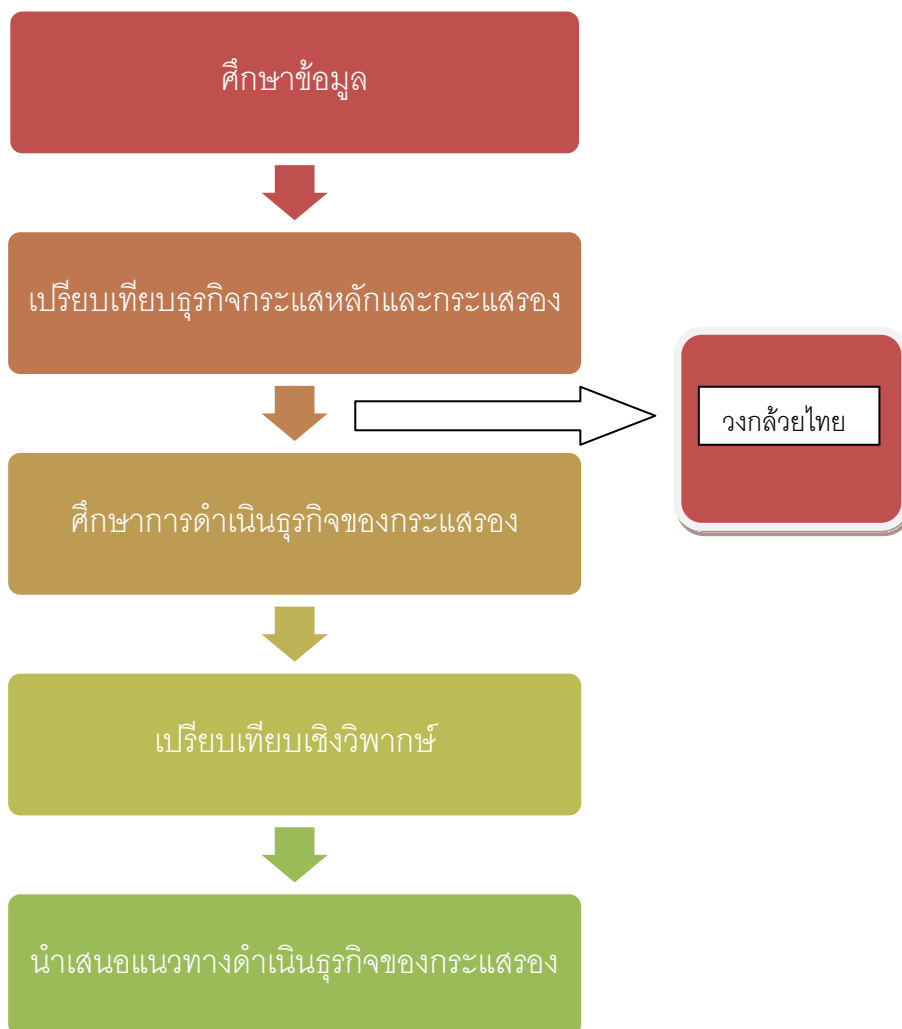 ศึกษาข้อมูล
เปรียบเทียบธุรกิจกระแสหลักและกระแสรอง
วงกล้วยไทย
ศึกษาการดำเนินธุรกิจของกระแสรอง
เปรียบเทียบเชิงวิพากษ์
นำเสนอแนวทางดำเนินธุรกิจของกระแสรอง